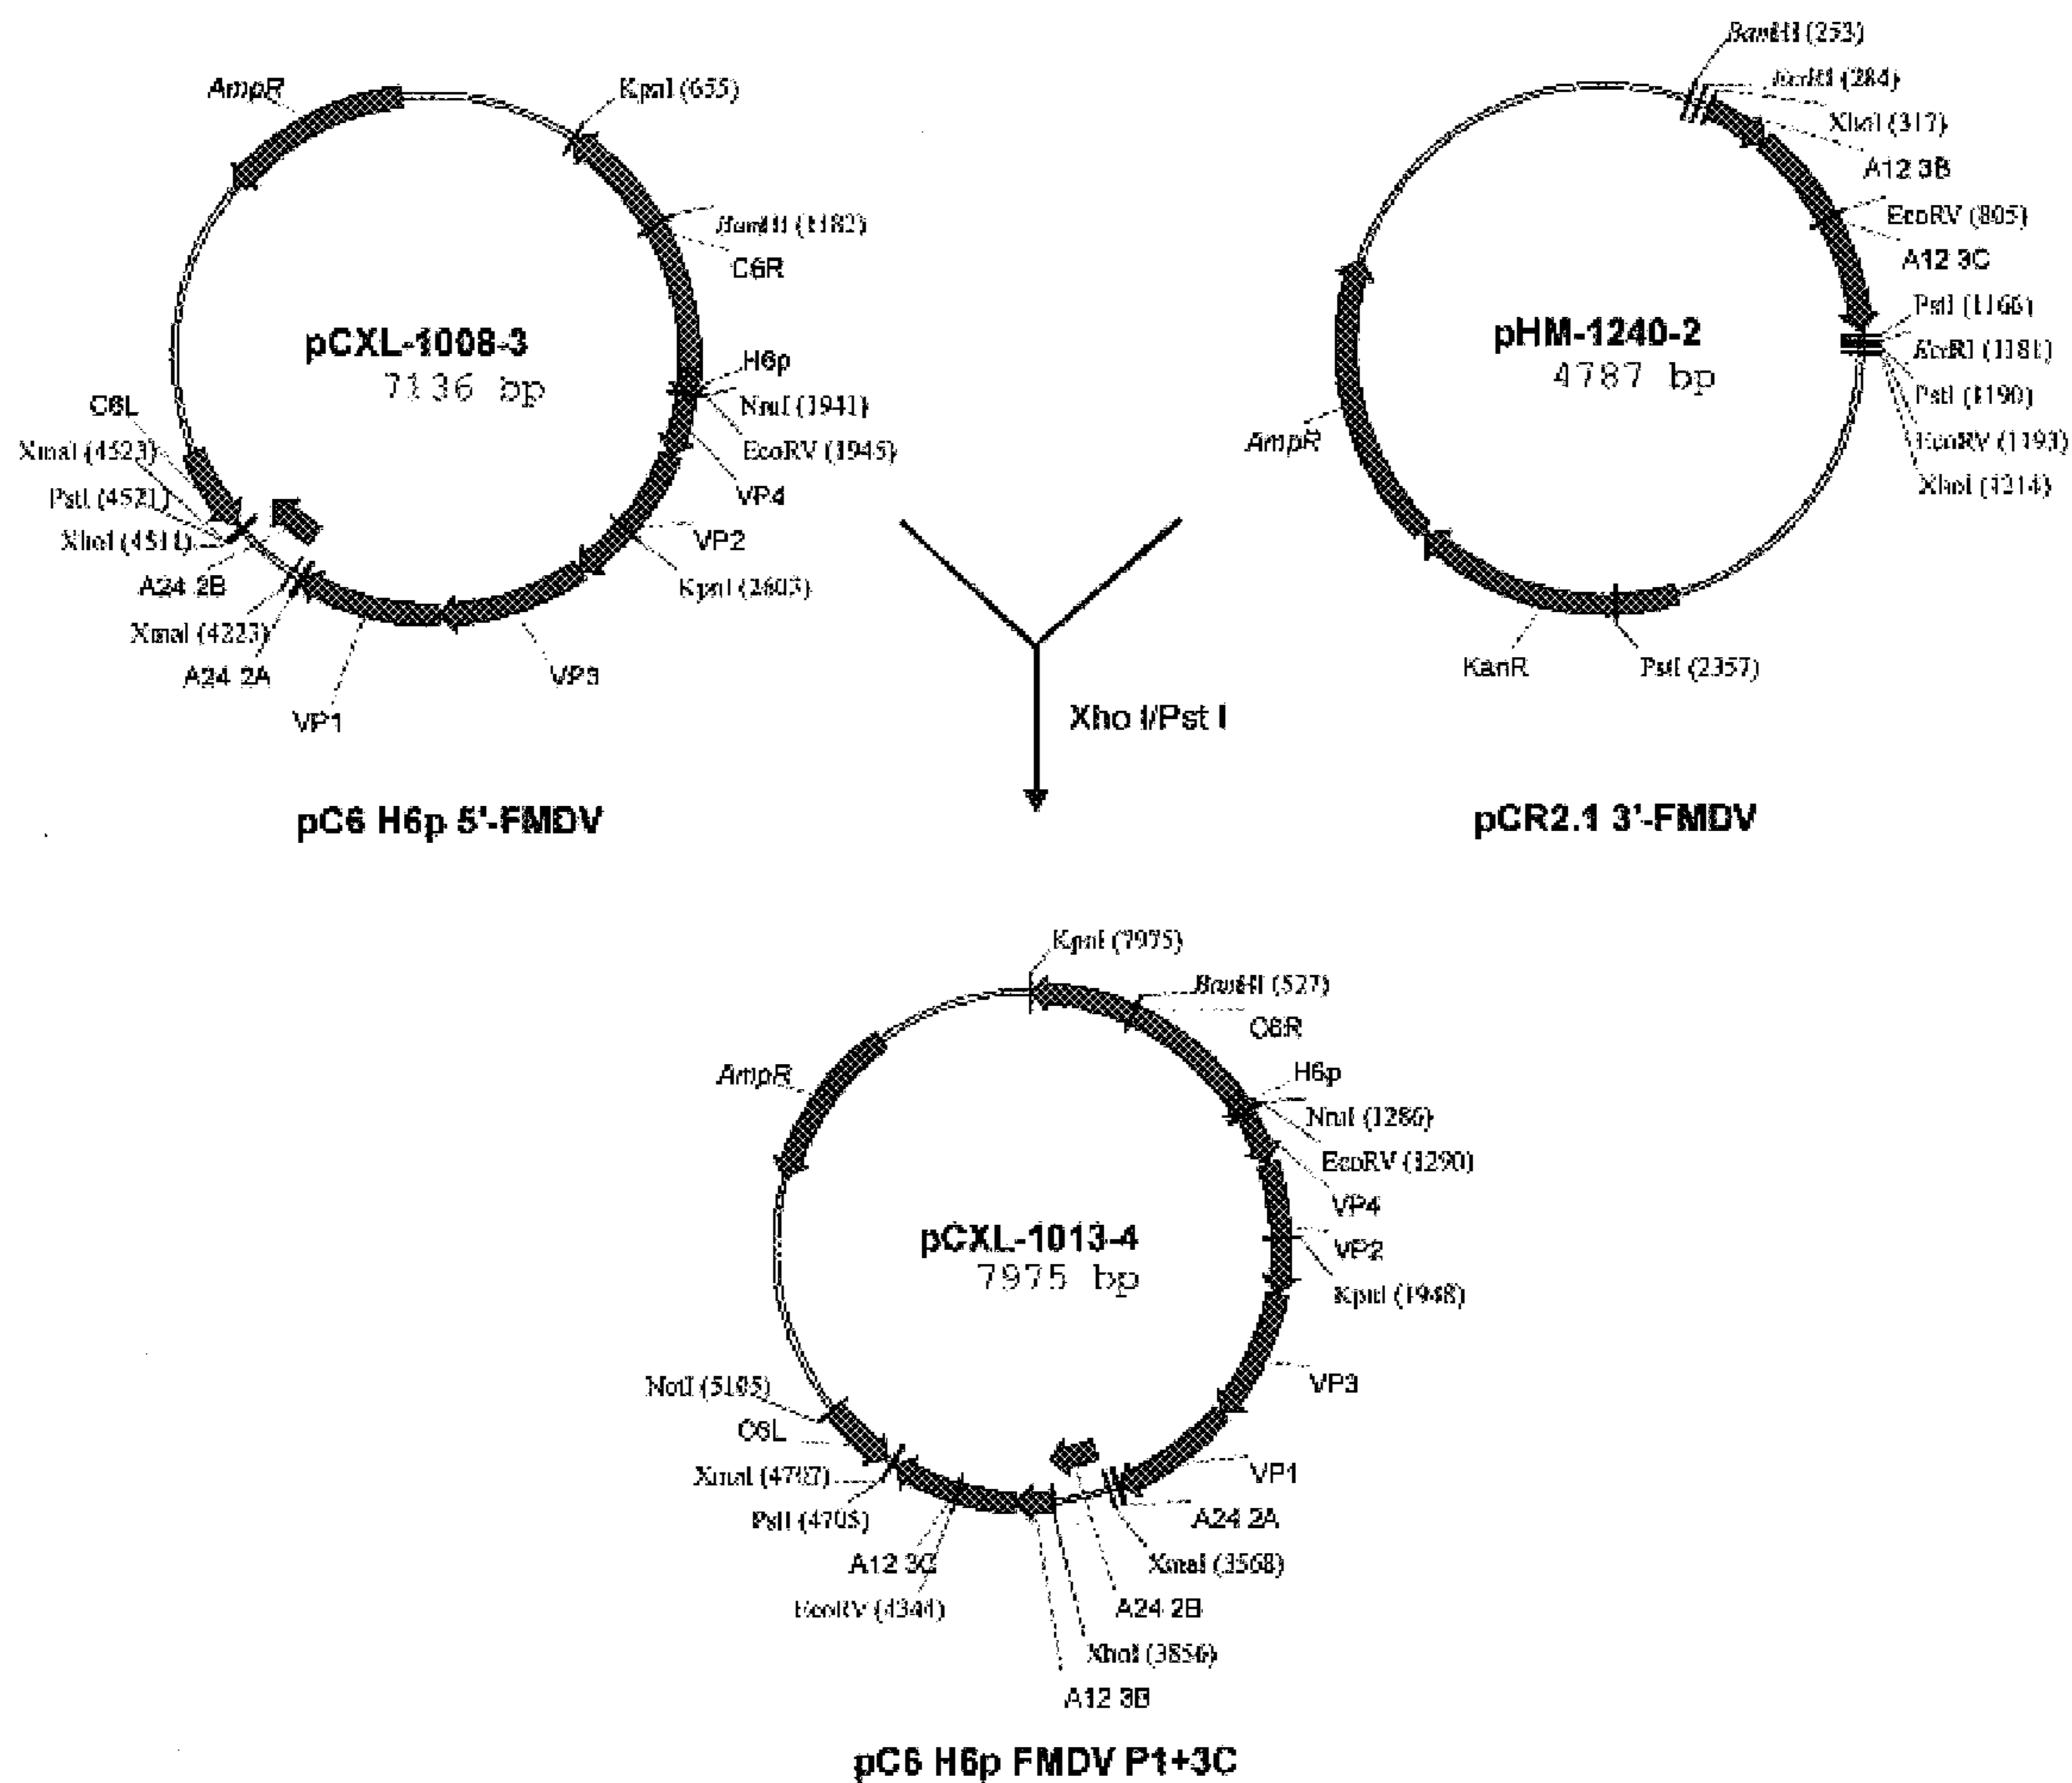 AmpR
KpnI (655)
BamHI (1182)
C6R
pCXL-1008-3
7136 bp
H6p
NruI (1941)
EcoRV (1945)
VP4
VP2
KpnI (2603)
VP3
VP1
A24 2A
XmaI (4223)
A24 2B
XhoI (4511)
PstI (4521)
XmaI (4523)
C6L
pC6 H6p 5'-FMDV
BamHI (253)
EcoRI (284)
XhoI (317)
A12 3B
EcoRV (805)
A12 3C
PstI (1166)
EcoRI (1181)
PstI (1190)
EcoRV (1193)
XhoI (1214)
pHM-1240-2
4787 bp
AmpR
KanR
PstI (2357)
pCR2.1 3'-FMDV
Xho I/Pst I
KpnI (7975)
BamHI (527)
C6R
H6p
NruI (1286)
EcoRV (1290)
VP4
VP2
KpnI (1948)
VP3
VP1
A24 2A
XmaI (3568)
A24 2B
XhoI (3856)
A12 3B
EcoRV (4344)
A12 3C
PstI (4705)
XmaI (4707)
C6L
NotI
AmpR
pCXL-1013-4
7975 bp
pC6 H6p FMDV P1+3C